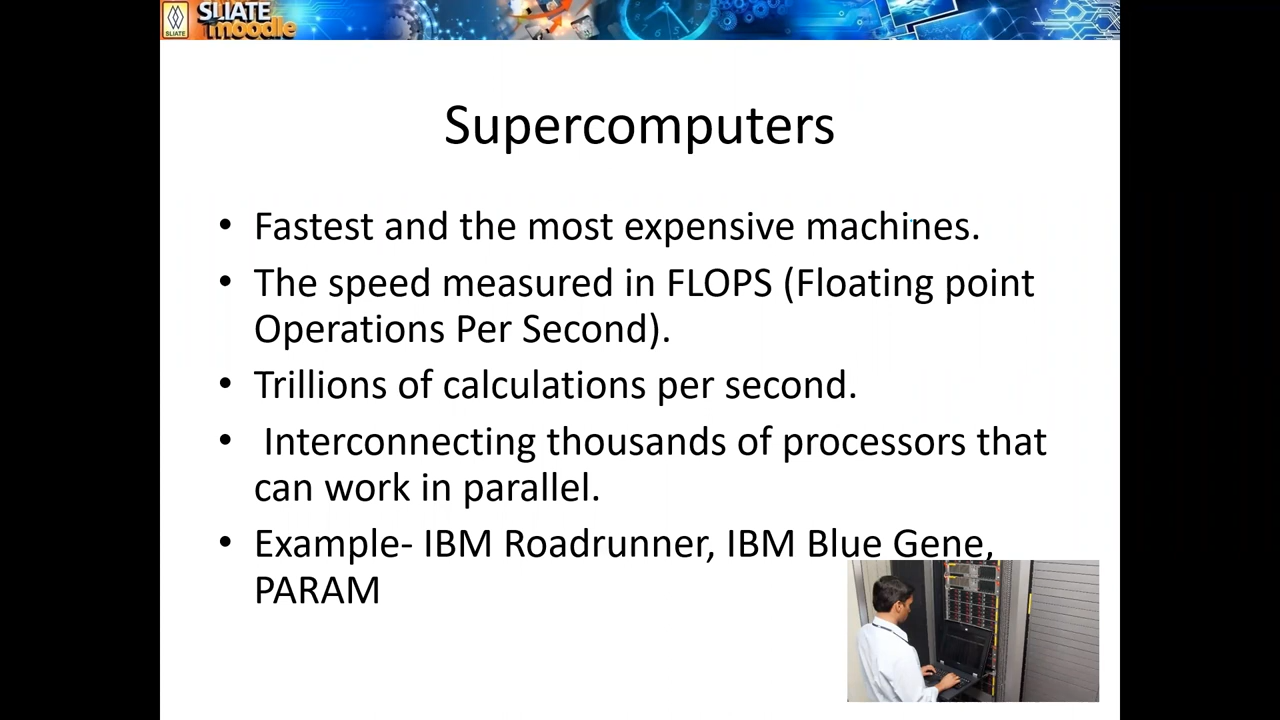 SLIATE
moodle
SLIATE
Supercomputers
• Fastest and the most expensive machines.
• The speed measured in FLOPS (Floating point
Operations Per Second).
• Trillions of calculations per second.
• Interconnecting thousands of processors that
can work in parallel.
• Example- IBM Roadrunner, IBM Blue Gene,
PARAM